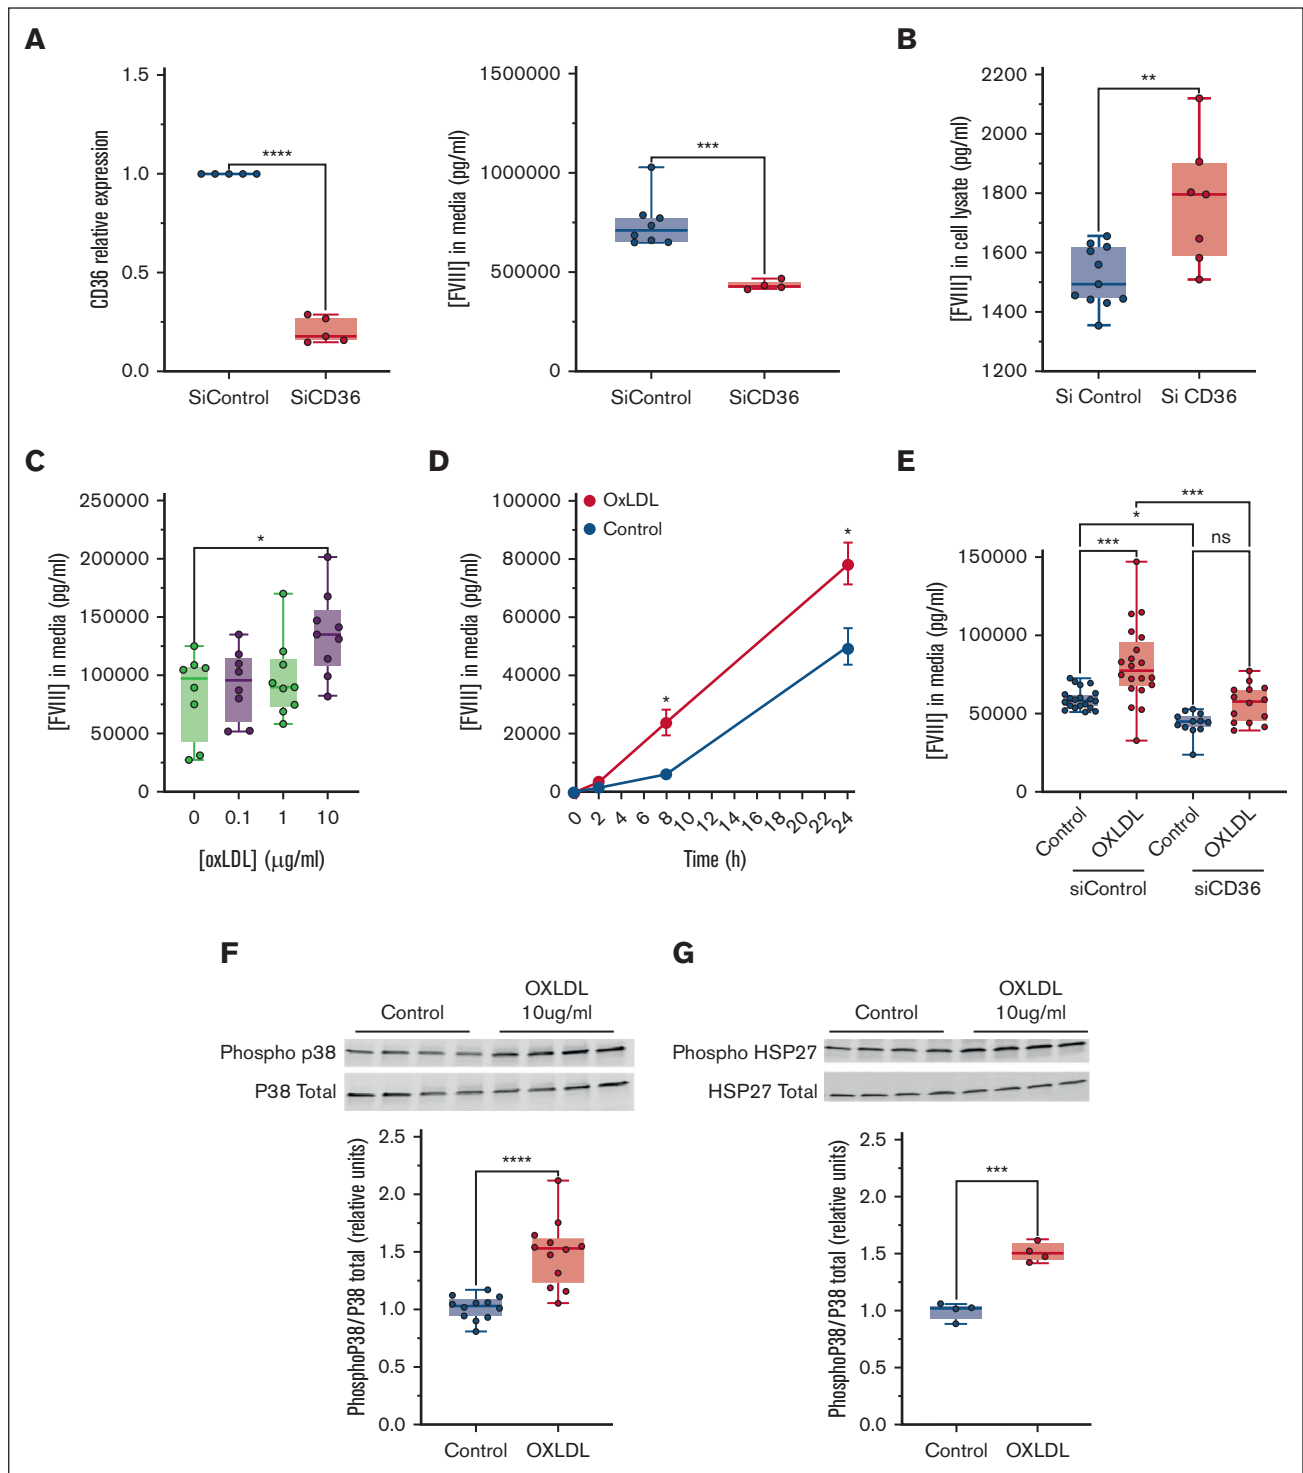 A
1.5
1.0
0.5
0.0
CD36 relative expression
****
SiControl
SiCD36
1500000
1000000
500000
0
[FVIII] in media (pg/ml)
***
SiControl
SiCD36
B
2200
2000
1800
1600
1400
1200
[FVIII] in cell lysate (pg/ml)
**
Si Control
Si CD36
C
250000
200000
150000
100000
50000
0
[FVIII] in media (pg/ml)
*
0
0.1
1
10
[oxLDL] (μg/ml)
D
100000
80000
60000
40000
20000
0
[FVIII] in media (pg/ml)
OxLDL
Control
*
*
0 2 4 6 8 10 12 14 16 18 20 22 24
Time (h)
E
150000
100000
50000
0
[FVII] in media (pg/ml)
***
*
***
ns
Control
OXLDL
Control
OXLDL
siControl
siCD36
F
Control
OXLDL
10ug/ml
Phospho p38
P38 Total
2.5
2.0
1.5
1.0
0.5
0.0
PhosphoP38/P38 total (relative units)
****
Control
OXLDL
G
Control
OXLDL
10ug/ml
Phospho HSP27
HSP27 Total
2.5
2.0
1.5
1.0
0.5
0.0
PhosphoP38/P38 total (relative units)
***
Control
OXLDL